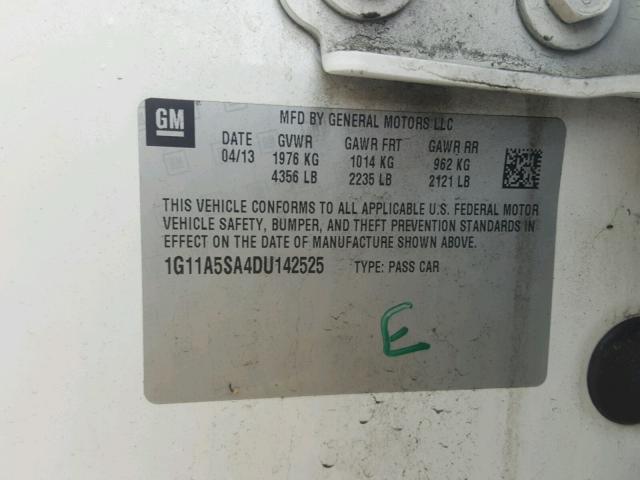 GM
MFD BY GENERAL MOTORS LLC
DATE GVWR GAWR FRT GAWR RR
04/13 1976 KG 1014 KG 962 KG
4356 LB 2235 LB 2121 LB
THIS VEHICLE CONFORMS TO ALL APPLICABLE U.S. FEDERAL MOTOR
VEHICLE SAFETY, BUMPER, AND THEFT PREVENTION STANDARDS IN
EFFECT ON THE DATE OF MANUFACTURE SHOWN ABOVE.
1G11A5SA4DU142525 TYPE: PASS CAR
E